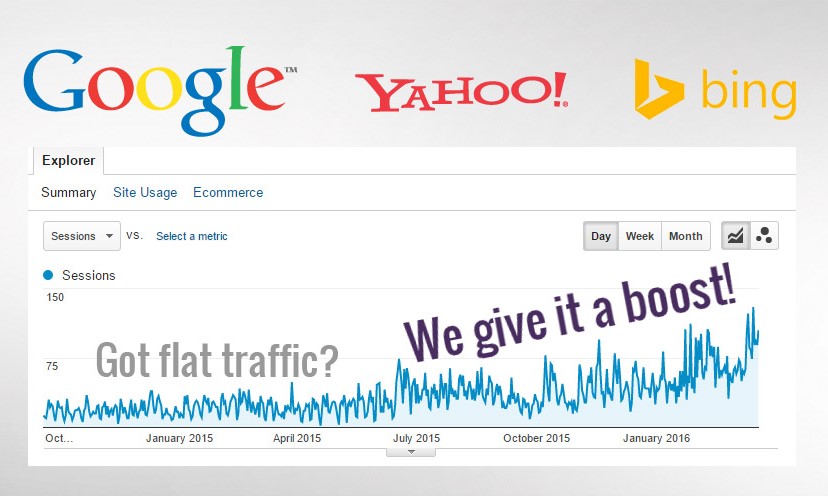 Google™ YAHOO!® bing
Explorer
Summary Site Usage Ecommerce
Sessions VS. Select a metric Day Week Month
Sessions
150
We give it a boost!
Got flat traffic?
75
Oct... January 2015 April 2015 July 2015 October 2015 January 2016